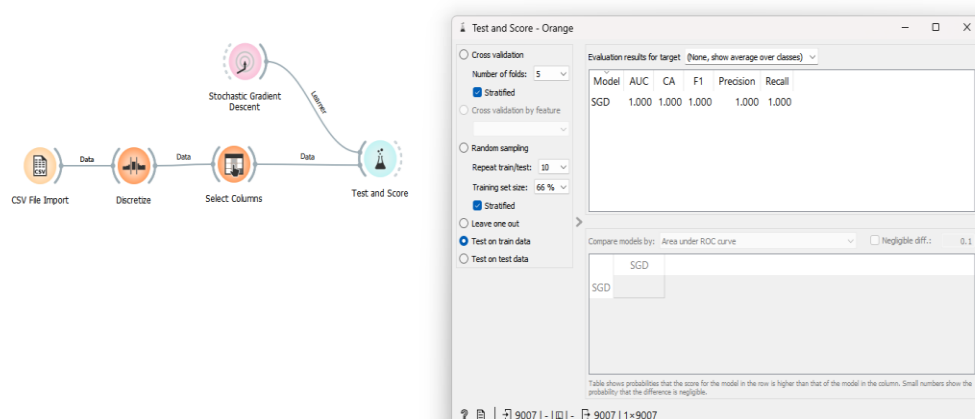 Stochastic Gradient
Descent
Learner
CSV
Data
Data
Data
CSV File Import
Discretize
Select Columns
Test and Score
Test and Score - Orange
Cross validation
Number of folds: 5
Stratified
Cross validation by feature
Random sampling
Repeat train/test: 10
Training set size: 66 %
Stratified
Leave one out
Test on train data
Test on test data
Evaluation results for target (None, show average over classes)
Model AUC CA F1 Precision Recall
SGD 1.000 1.000 1.000 1.000 1.000
Compare models by: Area under ROC curve
Negligible diff.: 0.1
SGD
SGD
Table shows probabilities that the score for the model in the row is higher than that of the model in the column. Small numbers show the
probability that the difference is negligible.
? 9007 | - | - 9007 | 1×9007